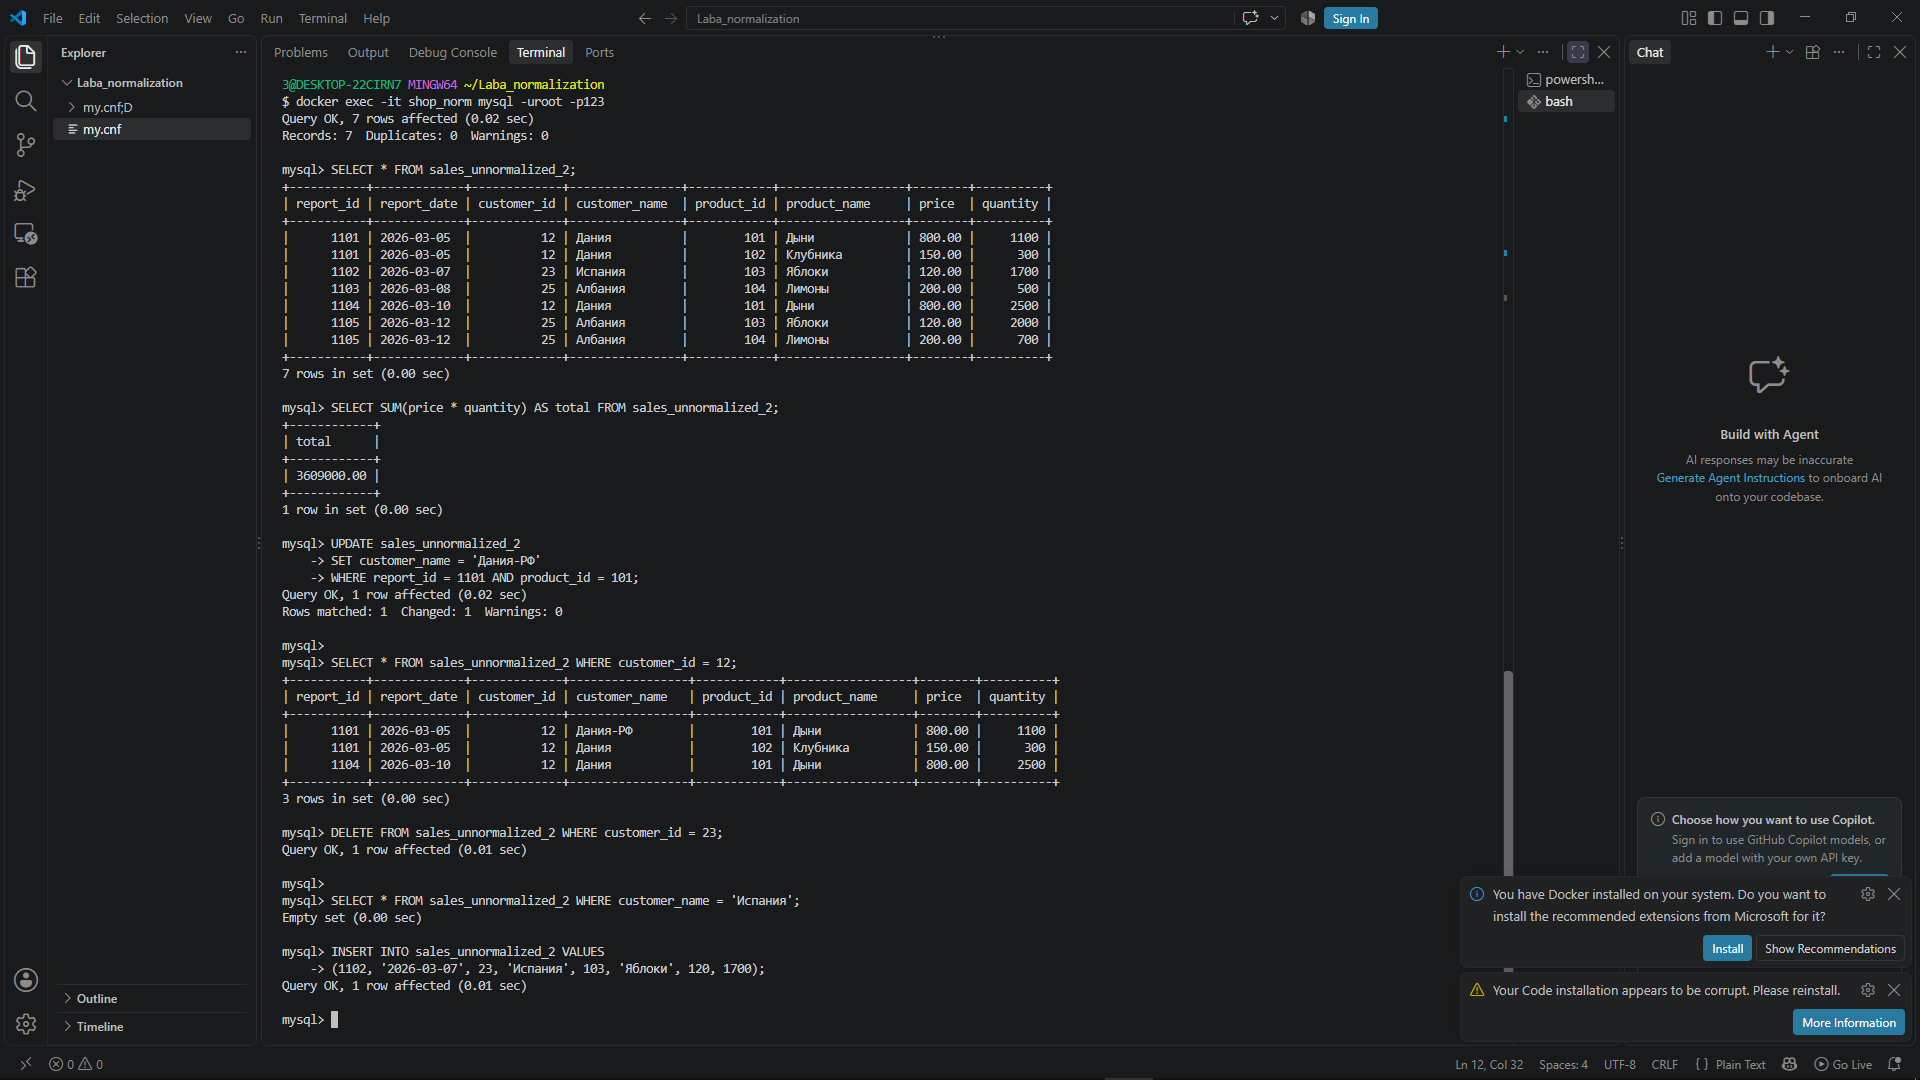 File Edit Selection View Go Run Terminal Help
Laba_normalization
Sign In
Explorer
Laba_normalization
my.cnf;D
my.cnf
Outline
Timeline
Problems Output Debug Console Terminal Ports
3@DESKTOP-22CIRN7 MINGW64 ~/Laba_normalization
$ docker exec -it shop_norm mysql -uroot -p123
Query OK, 7 rows affected (0.02 sec)
Records: 7  Duplicates: 0  Warnings: 0
mysql> SELECT * FROM sales_unnormalized_2;
+-----------+-------------+-------------+----------------+------------+------------------+--------+----------+
| report_id | report_date | customer_id | customer_name  | product_id | product_name     | price  | quantity |
+-----------+-------------+-------------+----------------+------------+------------------+--------+----------+
|      1101 | 2026-03-05  |          12 | Дания          |        101 | Дыни             | 800.00 |     1100 |
|      1101 | 2026-03-05  |          12 | Дания          |        102 | Клубника         | 150.00 |      300 |
|      1102 | 2026-03-07  |          23 | Испания        |        103 | Яблоки           | 120.00 |     1700 |
|      1103 | 2026-03-08  |          25 | Албания        |        104 | Лимоны           | 200.00 |      500 |
|      1104 | 2026-03-10  |          12 | Дания          |        101 | Дыни             | 800.00 |     2500 |
|      1105 | 2026-03-12  |          25 | Албания        |        103 | Яблоки           | 120.00 |     2000 |
|      1105 | 2026-03-12  |          25 | Албания        |        104 | Лимоны           | 200.00 |      700 |
+-----------+-------------+-------------+----------------+------------+------------------+--------+----------+
7 rows in set (0.00 sec)
mysql> SELECT SUM(price * quantity) AS total FROM sales_unnormalized_2;
+------------+
| total      |
+------------+
| 3609000.00 |
+------------+
1 row in set (0.00 sec)
mysql> UPDATE sales_unnormalized_2
    -> SET customer_name = 'Дания-РФ'
    -> WHERE report_id = 1101 AND product_id = 101;
Query OK, 1 row affected (0.02 sec)
Rows matched: 1  Changed: 1  Warnings: 0
mysql>
mysql> SELECT * FROM sales_unnormalized_2 WHERE customer_id = 12;
+-----------+-------------+-------------+-----------------+------------+------------------+--------+----------+
| report_id | report_date | customer_id | customer_name   | product_id | product_name     | price  | quantity |
+-----------+-------------+-------------+-----------------+------------+------------------+--------+----------+
|      1101 | 2026-03-05  |          12 | Дания-РФ        |        101 | Дыни             | 800.00 |     1100 |
|      1101 | 2026-03-05  |          12 | Дания           |        102 | Клубника         | 150.00 |      300 |
|      1104 | 2026-03-10  |          12 | Дания           |        101 | Дыни             | 800.00 |     2500 |
+-----------+-------------+-------------+-----------------+------------+------------------+--------+----------+
3 rows in set (0.00 sec)
mysql> DELETE FROM sales_unnormalized_2 WHERE customer_id = 23;
Query OK, 1 row affected (0.01 sec)
mysql>
mysql> SELECT * FROM sales_unnormalized_2 WHERE customer_name = 'Испания';
Empty set (0.00 sec)
mysql> INSERT INTO sales_unnormalized_2 VALUES
    -> (1102, '2026-03-07', 23, 'Испания', 103, 'Яблоки', 120, 1700);
Query OK, 1 row affected (0.01 sec)
mysql>
powersh...
bash
Chat
Build with Agent
AI responses may be inaccurate
Generate Agent Instructions to onboard AI
onto your codebase.
Choose how you want to use Copilot.
Sign in to use GitHub Copilot models, or
add a model with your own API key.
You have Docker installed on your system. Do you want to
install the recommended extensions from Microsoft for it?
Install Show Recommendations
Your Code installation appears to be corrupt. Please reinstall.
More Information
0 0
Ln 12, Col 32 Spaces: 4 UTF-8 CRLF { } Plain Text Go Live